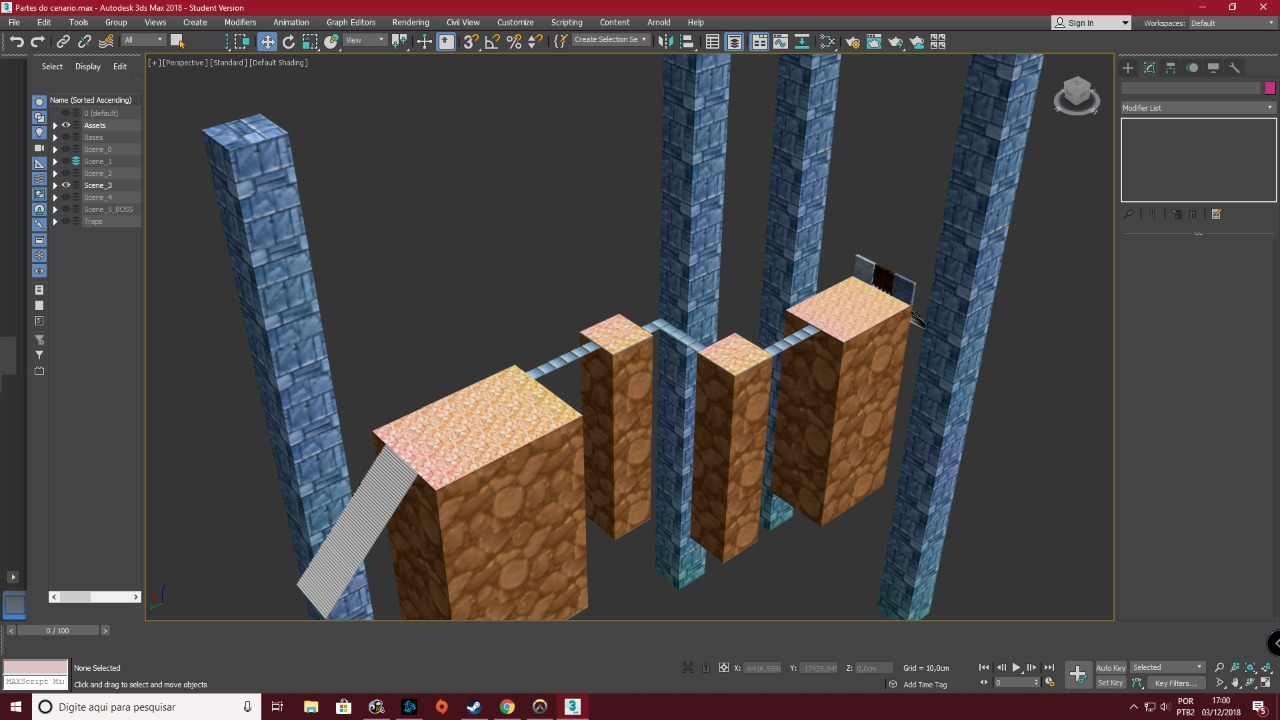 Partes do cenario.max - Autodesk 3ds Max 2018 - Student Version
File Edit Tools Group Views Create Modifiers Animation Graph Editors Rendering Civil View Customize Scripting Content Arnold Help
Sign In Workspaces: Default
All View Create Selection Se
Select Display Edit
[+] [Perspective] [Standard] [Default Shading]
Name (Sorted Ascending)
0 (default)
Assets
Bases
Scene_0
Scene_1
Scene_2
Scene_3
Scene_4
Scene_5_BOSS
Traps
Modifier List
0 / 100
None Selected
Click and drag to select and move objects
MAXScript Mi
X: Y: Z: 0,0cm Grid = 10,0cm
Add Time Tag
0
Auto Key Selected
Set Key Key Filters...
Digite aqui para pesquisar
POR
PTB2
17:00
03/12/2018